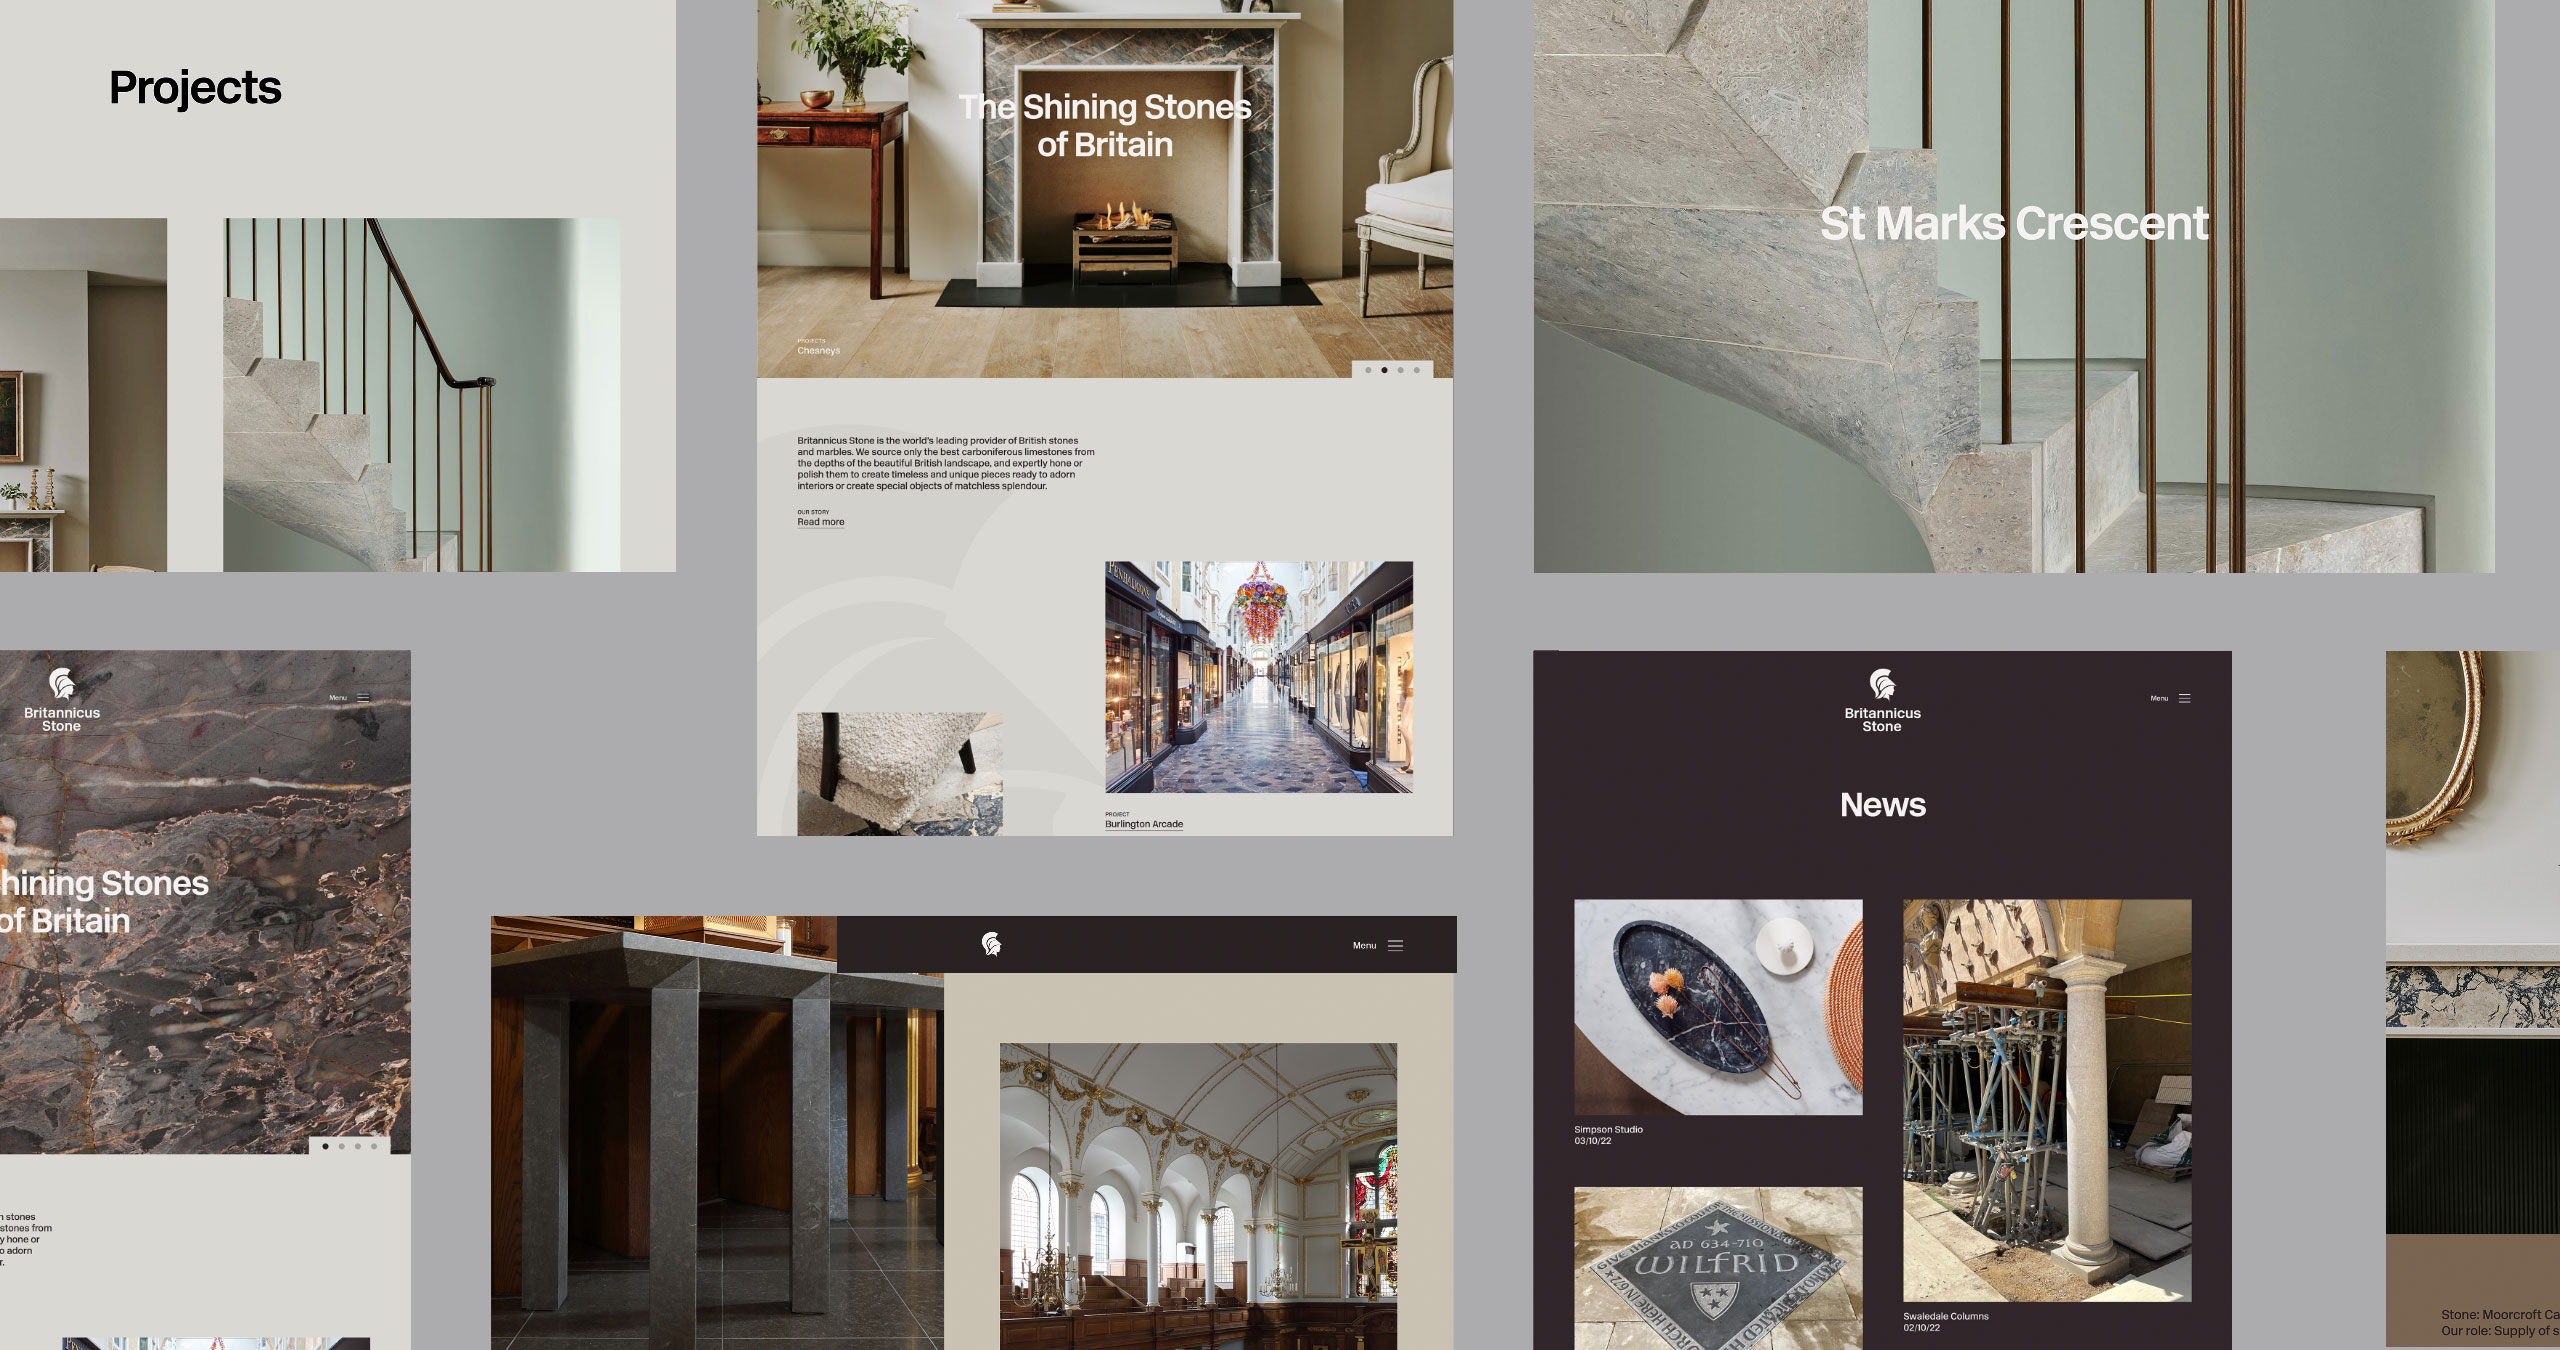 Projects
The Shining Stones
of Britain
PROJECTS
Chesneys
Britannicus Stone is the world's leading provider of British stones
and marbles. We source only the best carboniferous limestones from
the depths of the beautiful British landscape, and expertly hone or
polish them to create timeless and unique pieces ready to adorn
interiors or create special objects of matchless splendour.
OUR STORY
Read more
PROJECT
Burlington Arcade
St Marks Crescent
Britannicus
Stone
Menu
hining Stones
of Britain
n stones
stones from
y hone or
o adorn
r.
Menu
Britannicus
Stone
Menu
News
Simpson Studio
03/10/22
AD 634-710
WILFRID
Swaledale Columns
02/10/22
Stone: Moorcroft Ca
Our role: Supply of s